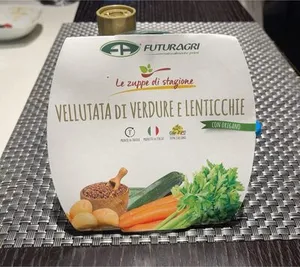 FUTURAGRI
Le zuppe di stagione
VELLUTATA DI VERDURE E LENTICCHIE
CON ORIGANO